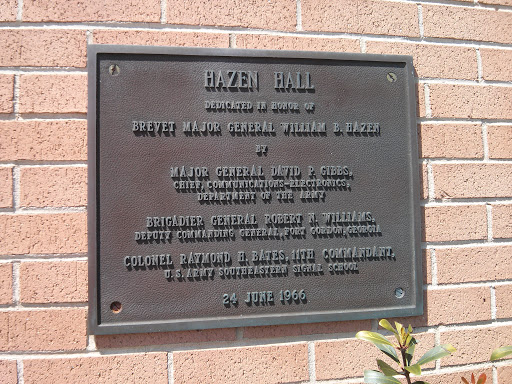 HAZEN HALL
DEDICATED IN HONOR OF
BREVET MAJOR GENERAL WILLIAM B. HAZEN
BY
MAJOR GENERAL DAVID P. GIBBS,
CHIEF, COMMUNICATIONS-ELECTRONICS,
DEPARTMENT OF THE ARMY
BRIGADIER GENERAL ROBERT N. WILLIAMS,
DEPUTY COMMANDING GENERAL, FORT GORDON, GEORGIA
COLONEL RAYMOND H. BATES, 11TH COMMANDANT,
U.S. ARMY SOUTHEASTERN SIGNAL SCHOOL
24 JUNE 1966